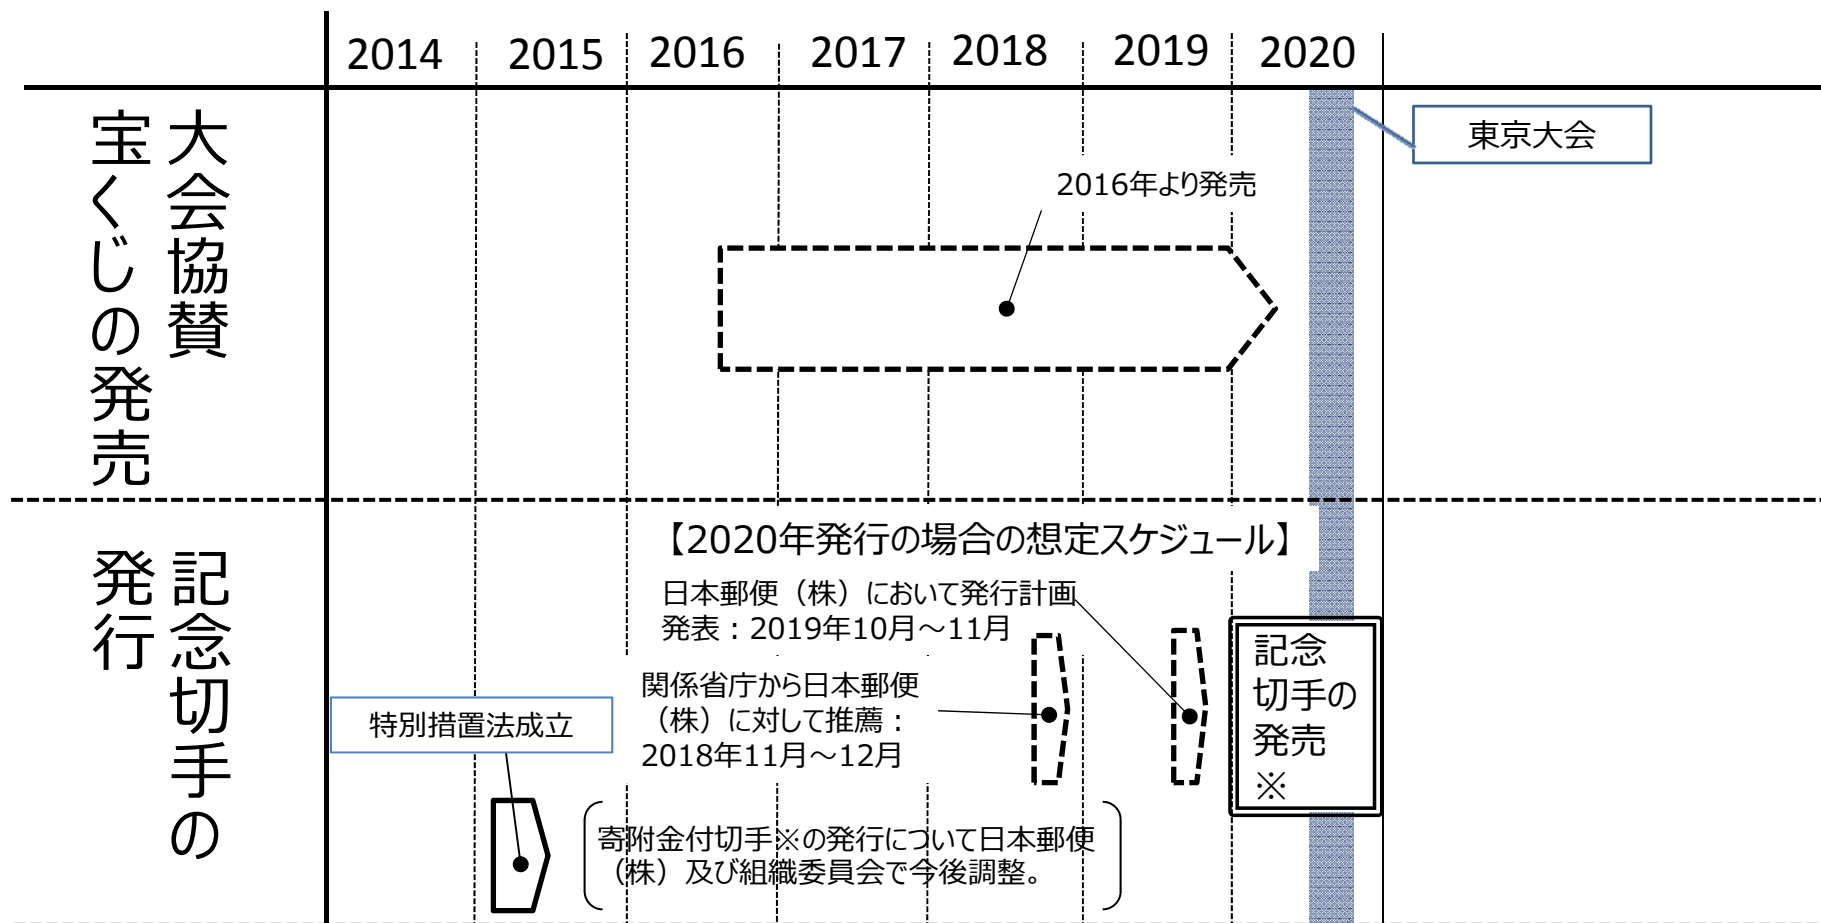 2014 2015 2016 2017 2018 2019 2020
大会協賛
宝くじの発売
東京大会
2016年より発売
記念切手の
発行
【2020年発行の場合の想定スケジュール】
日本郵便（株）において発行計画
発表：2019年10月～11月
関係省庁から日本郵便
（株）に対して推薦：
2018年11月～12月
特別措置法成立
記念
切手の
発売
※
寄附金付切手※の発行について日本郵便
（株）及び組織委員会で今後調整。